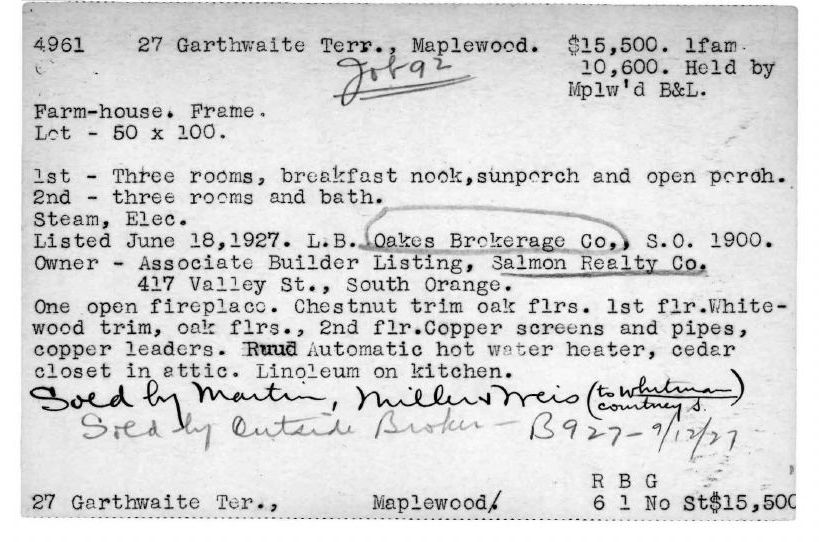 4961 27 Garthwaite Terr., Maplewood. $15,500. 1fam.
Job 92 10,600. Held by
Mplw'd B&L.
Farm-house. Frame.
Lot - 50 x 100.
1st - Three rooms, breakfast nook,sunporch and open porch.
2nd - three rooms and bath.
Steam, Elec.
Listed June 18,1927. L.B. Oakes Brokerage Co., S.O. 1900.
Owner - Associate Builder Listing, Salmon Realty Co.
417 Valley St., South Orange.
One open fireplace. Chestnut trim oak flrs. 1st flr.White-
wood trim, oak flrs., 2nd flr.Copper screens and pipes,
copper leaders. Ruud Automatic hot water heater, cedar
closet in attic. Linoleum on kitchen.
Sold by Martin, Miller & Weis (to Whitman)
(courtney S.
Sold by Outside Broker - B927-9/12/27
R B G
27 Garthwaite Ter., Maplewood/ 6 1 No St$15,500